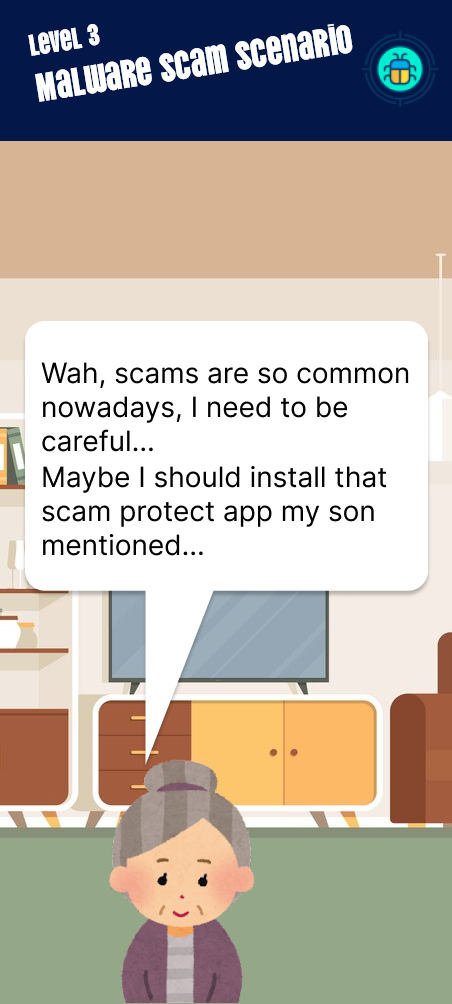 Level 3
Malware Scam Scenario
Wah, scams are so common
nowadays, I need to be
careful...
Maybe I should install that
scam protect app my son
mentioned...